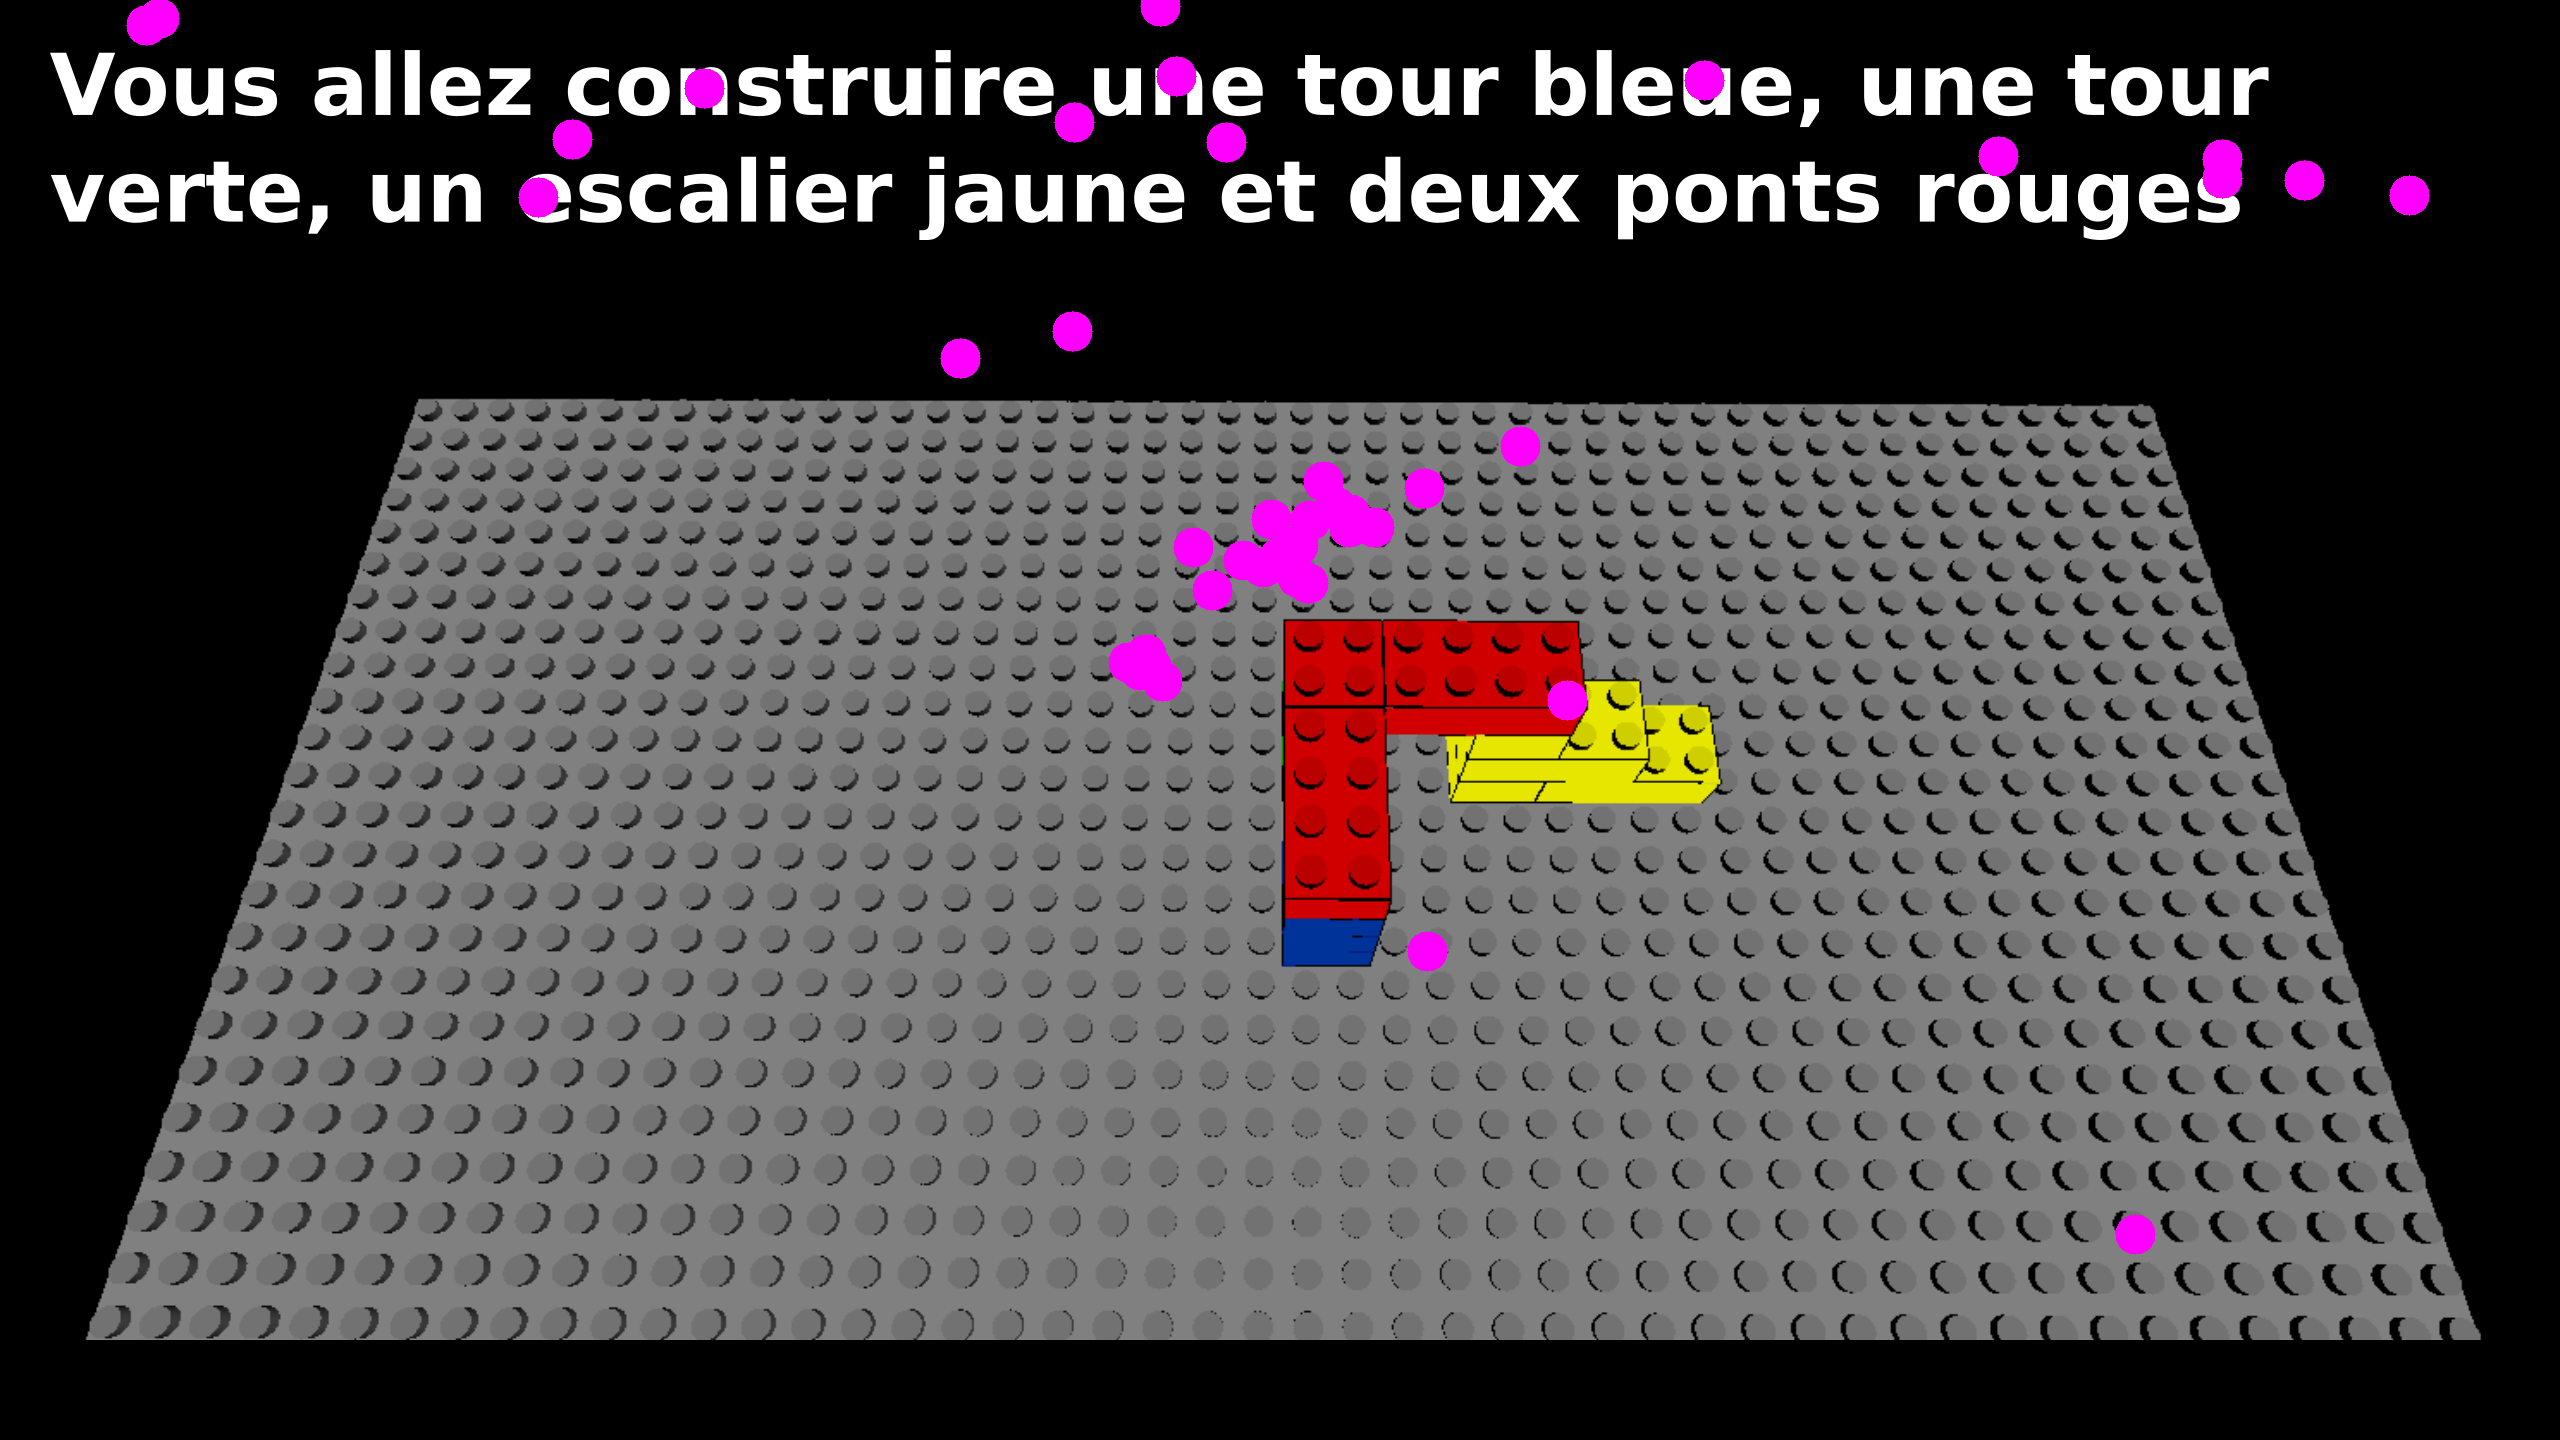 Vous allez construire une tour bleue, une tour
verte, un escalier jaune et deux ponts rouges